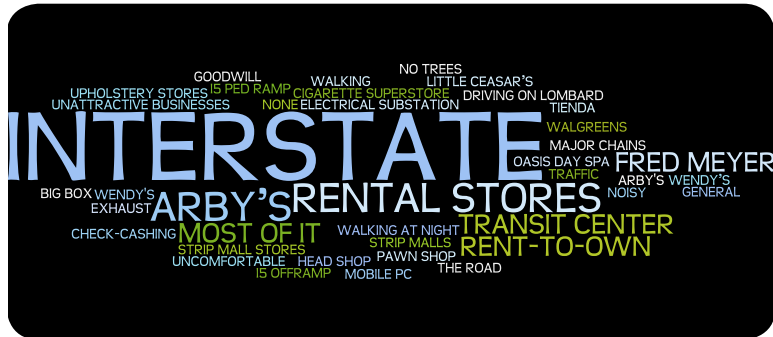 NO TREES
GOODWILL
WALKING
LITTLE CEASAR'S
I5 PED RAMP
UPHOLSTERY STORES
CIGARETTE SUPERSTORE
DRIVING ON LOMBARD
UNATTRACTIVE BUSINESSES
NONE
ELECTRICAL SUBSTATION
TIENDA
INTERSTATE
WALGREENS
MAJOR CHAINS
OASIS DAY SPA
FRED MEYER
TRAFFIC
ARBY'S
WENDY'S
BIG BOX
WENDY'S
NOISY
GENERAL
EXHAUST
ARBY'S
RENTAL STORES
CHECK-CASHING
MOST OF IT
WALKING AT NIGHT
TRANSIT CENTER
STRIP MALL STORES
STRIP MALLS
RENT-TO-OWN
UNCOMFORTABLE
HEAD SHOP
PAWN SHOP
I5 OFFRAMP
MOBILE PC
THE ROAD